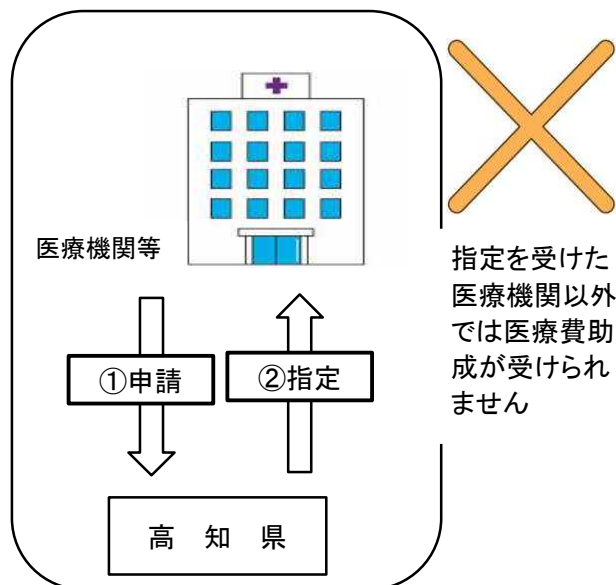 医療機関等
①申請
②指定
高 知 県
指定を受けた
医療機関以外
では医療費助
成が受けられ
ません